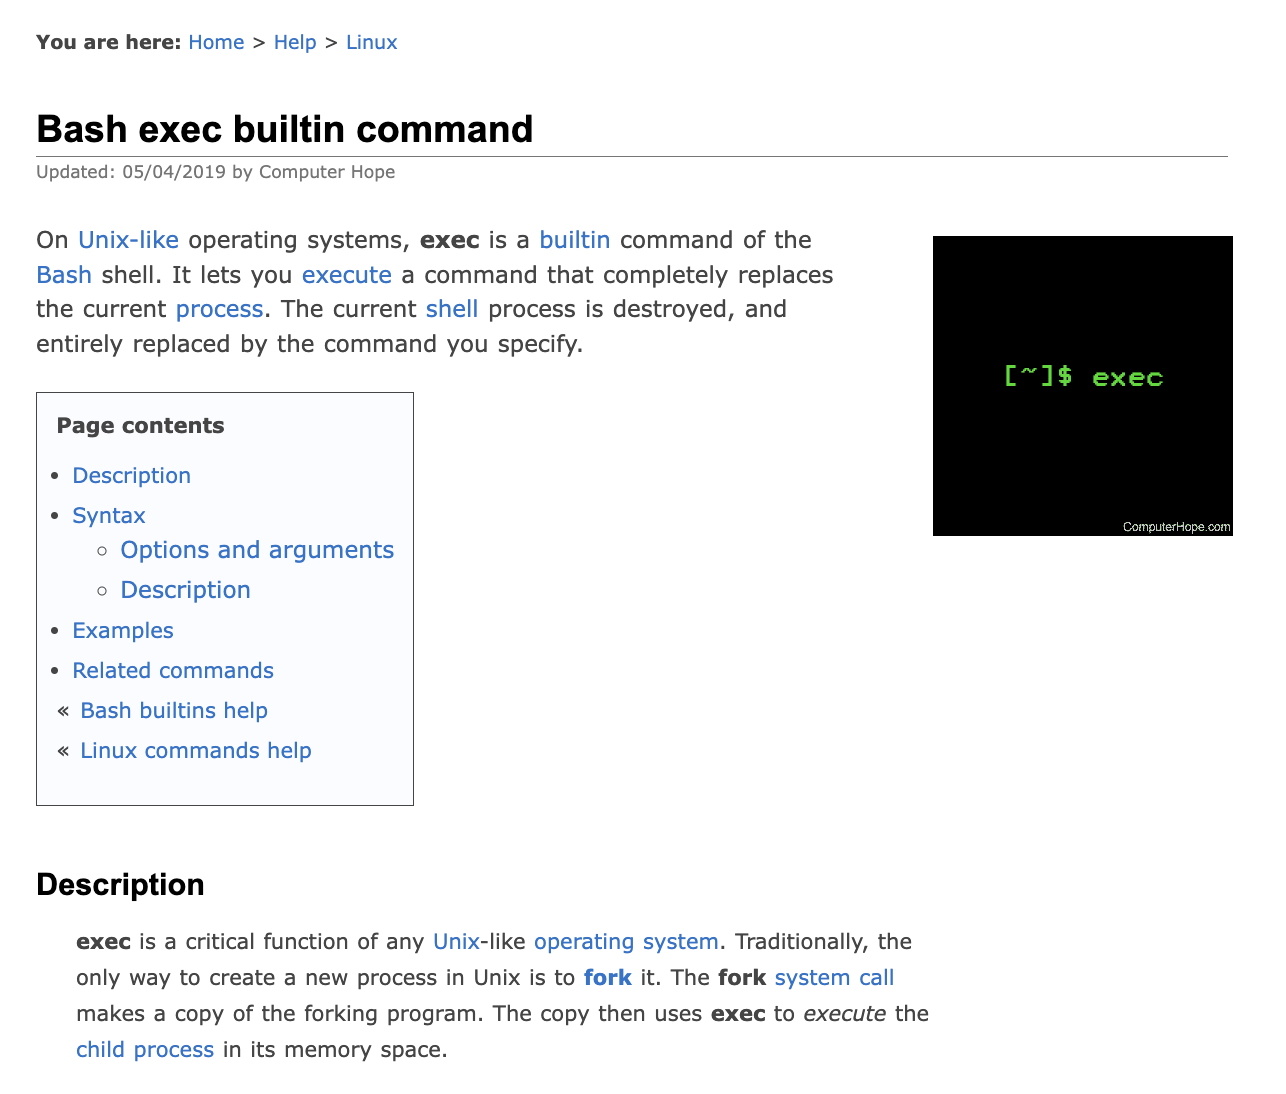 You are here: Home > Help > Linux
Bash exec builtin command
Updated: 05/04/2019 by Computer Hope
On Unix-like operating systems, exec is a builtin command of the
Bash shell. It lets you execute a command that completely replaces
the current process. The current shell process is destroyed, and
entirely replaced by the command you specify.
[~]$ exec
ComputerHope.com
Page contents
• Description
• Syntax
◦ Options and arguments
◦ Description
• Examples
• Related commands
« Bash builtins help
« Linux commands help
Description
exec is a critical function of any Unix-like operating system. Traditionally, the
only way to create a new process in Unix is to fork it. The fork system call
makes a copy of the forking program. The copy then uses exec to execute the
child process in its memory space.